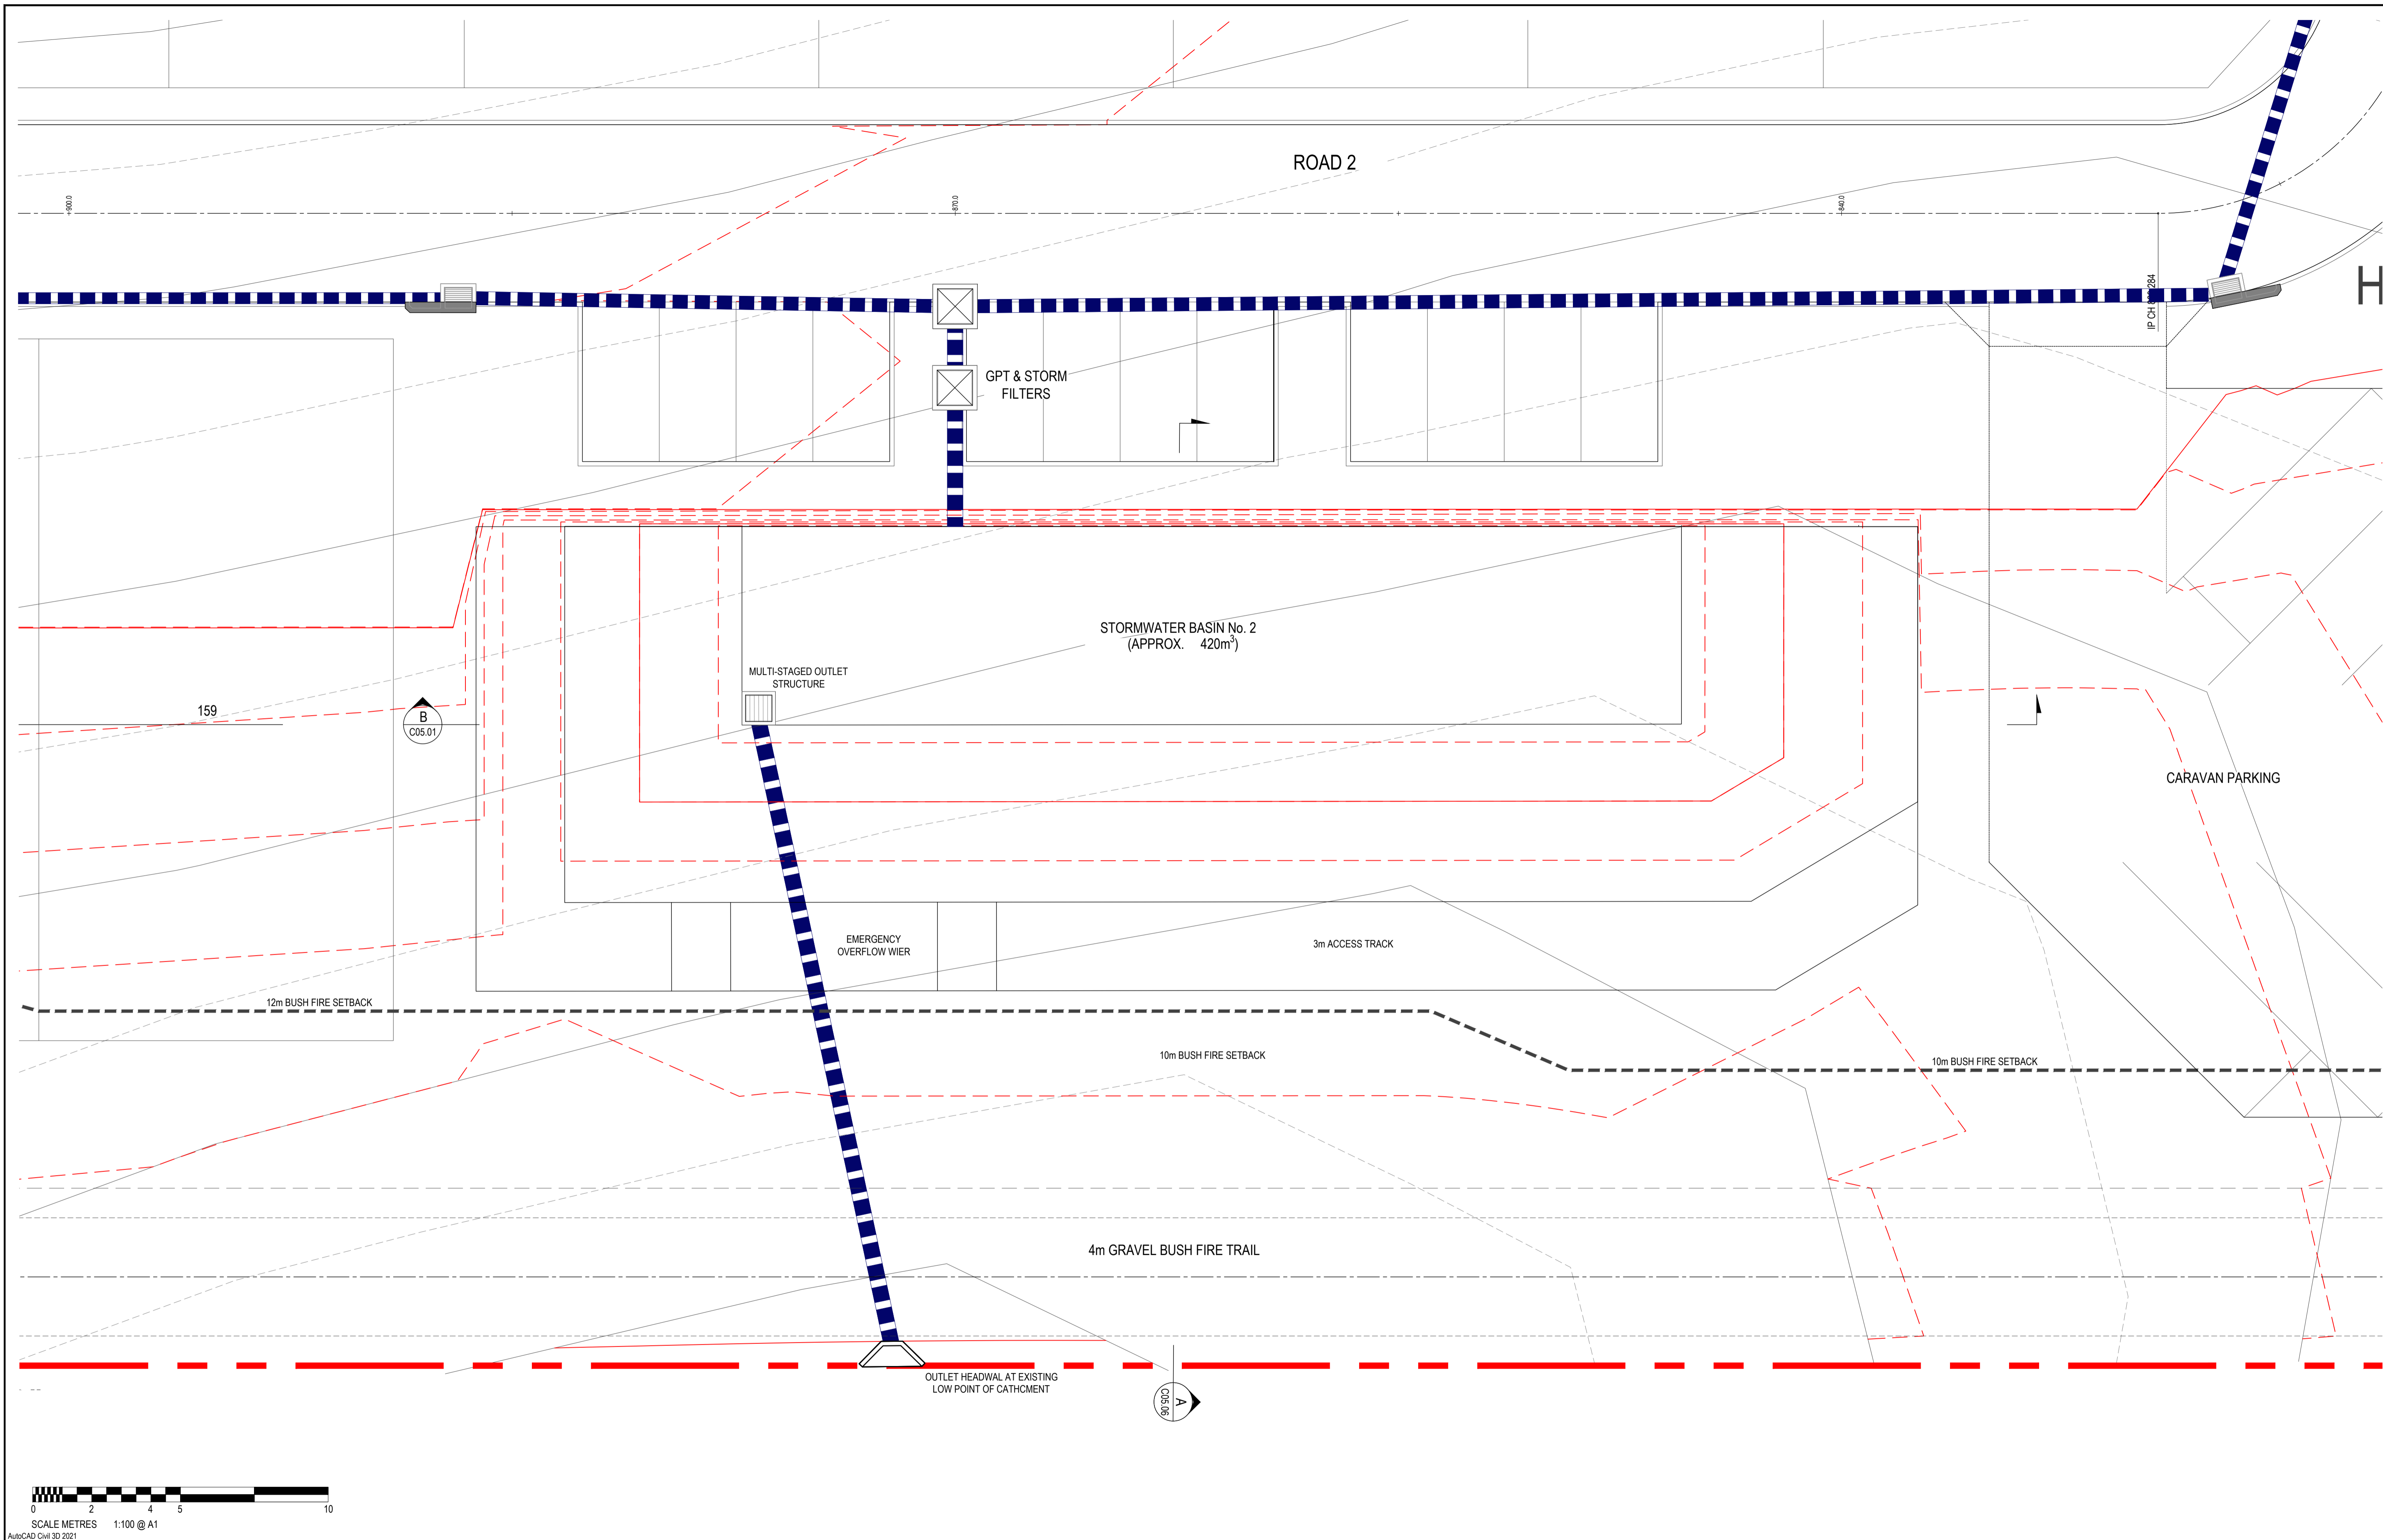 ROAD 2
900.0
870.0
840.0
H
GPT & STORM
FILTERS
STORMWATER BASIN No. 2
(APPROX. 420m³)
MULTI-STAGED OUTLET
STRUCTURE
159
B
C05.01
CARAVAN PARKING
EMERGENCY
OVERFLOW WIER
3m ACCESS TRACK
12m BUSH FIRE SETBACK
10m BUSH FIRE SETBACK
10m BUSH FIRE SETBACK
4m GRAVEL BUSH FIRE TRAIL
OUTLET HEADWAL AT EXISTING
LOW POINT OF CATHCMENT
A
C05.06
0 2 4 5 10
SCALE METRES 1:100 @ A1
AutoCAD Civil 3D 2021
IP CH